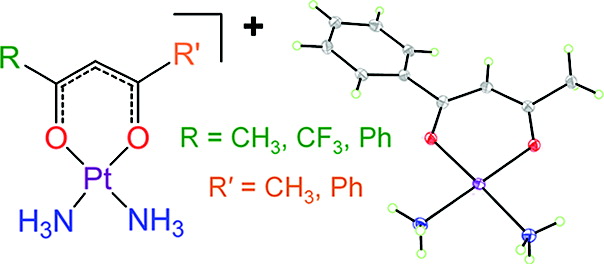 +
R R'
O O
Pt
H₃N NH₃
R = CH₃, CF₃, Ph
R' = CH₃, Ph